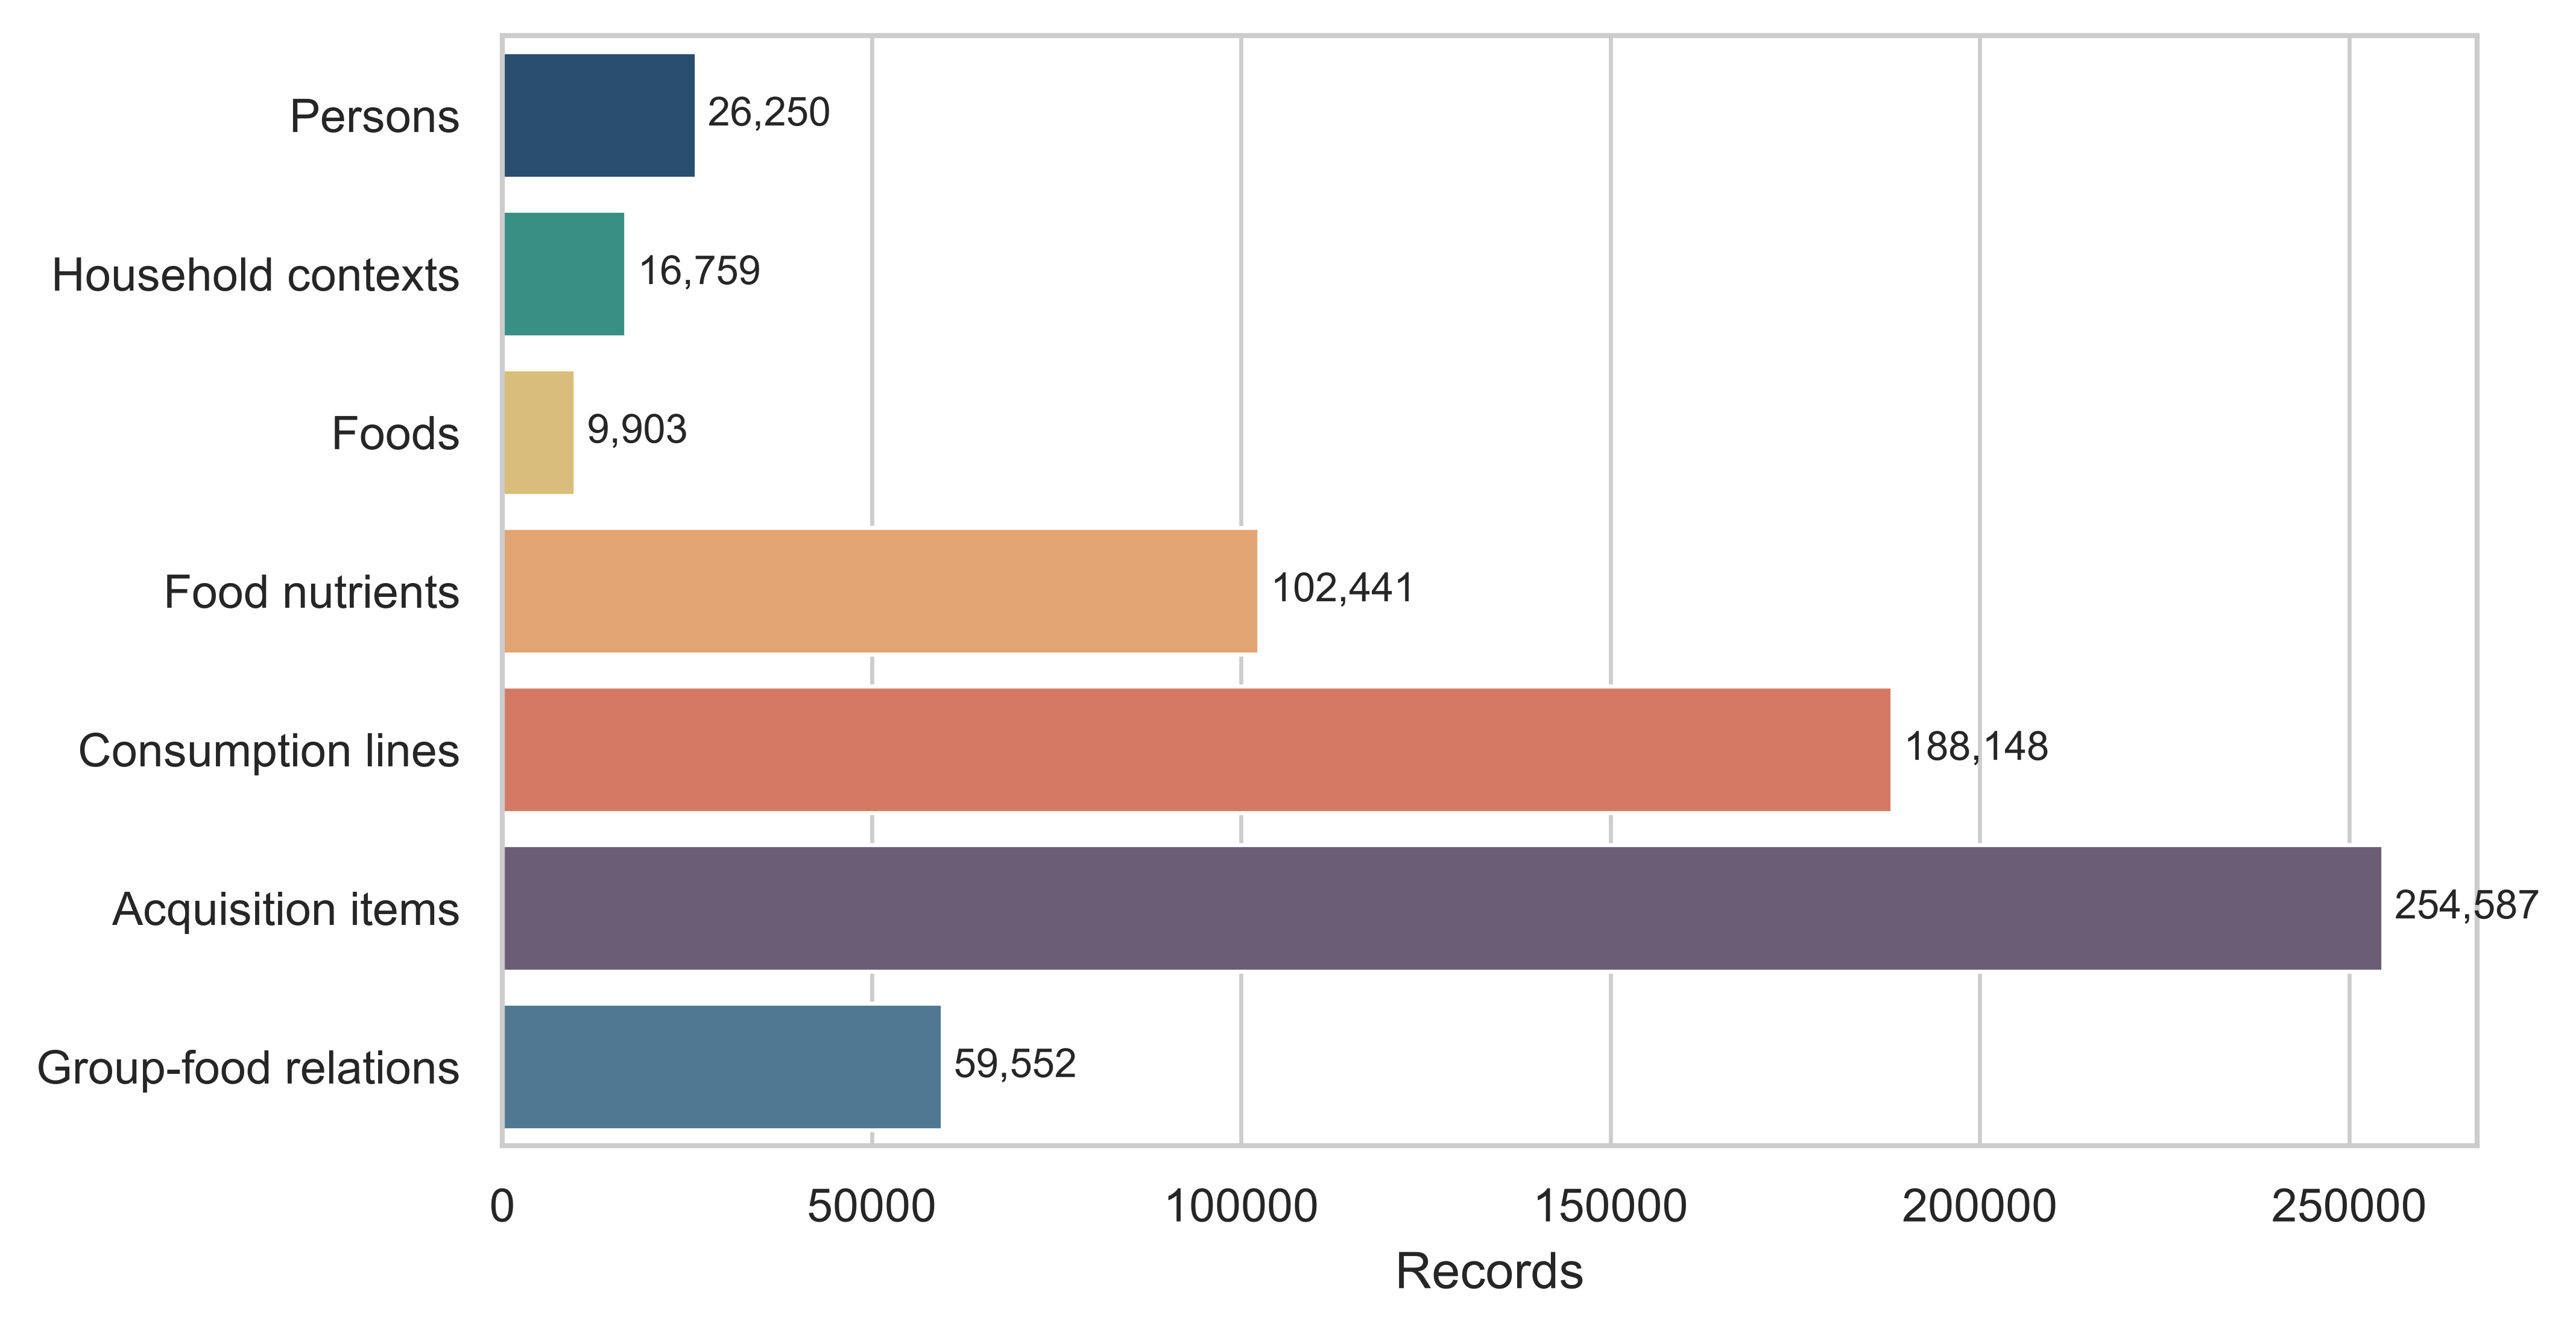 Persons 26,250
Household contexts 16,759
Foods 9,903
Food nutrients 102,441
Consumption lines 188,148
Acquisition items 254,587
Group-food relations 59,552
0 50000 100000 150000 200000 250000
Records